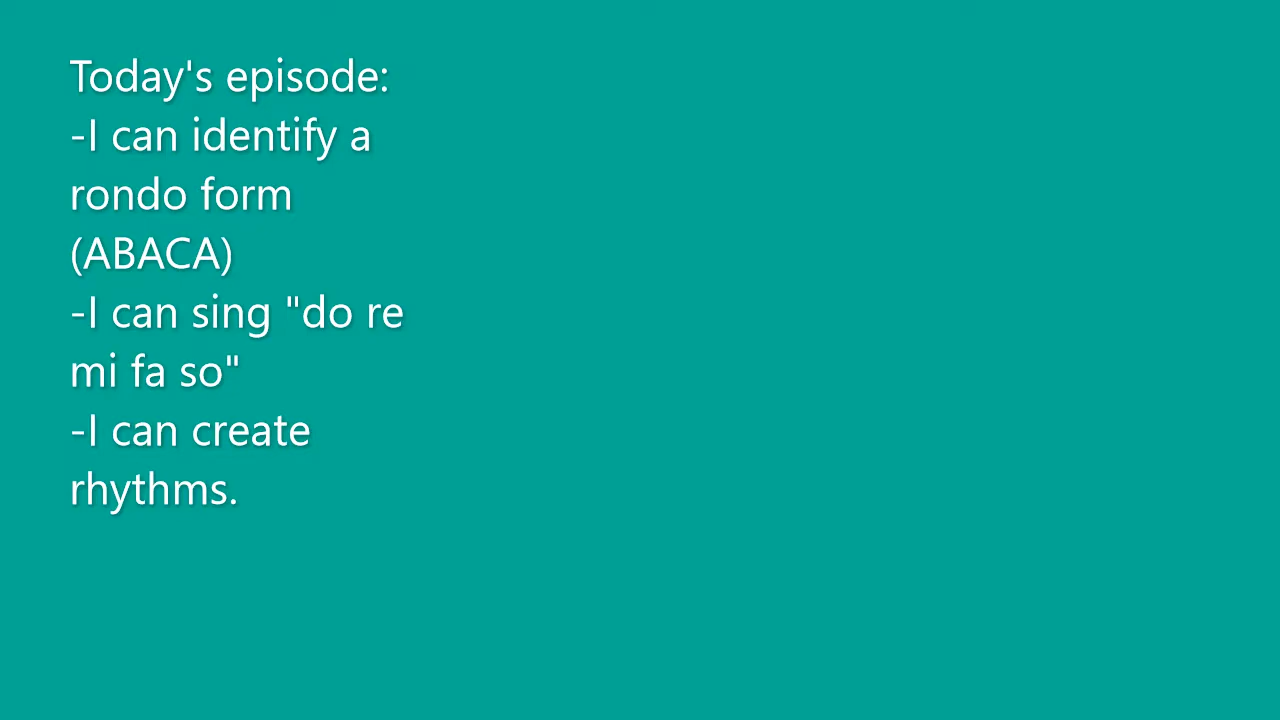 Today's episode:
-I can identify a
rondo form
(ABACA)
-I can sing "do re
mi fa so"
-I can create
rhythms.